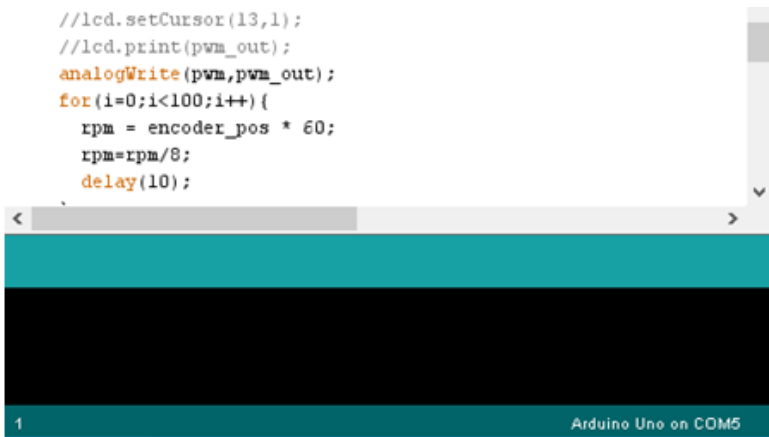 //lcd.setCursor(13,1);
//lcd.print(pwm_out);
analogWrite(pwm,pwm_out);
for(i=0;i<100;i++){
rpm = encoder_pos * 60;
rpm=rpm/8;
delay(10);
1
Arduino Uno on COM5